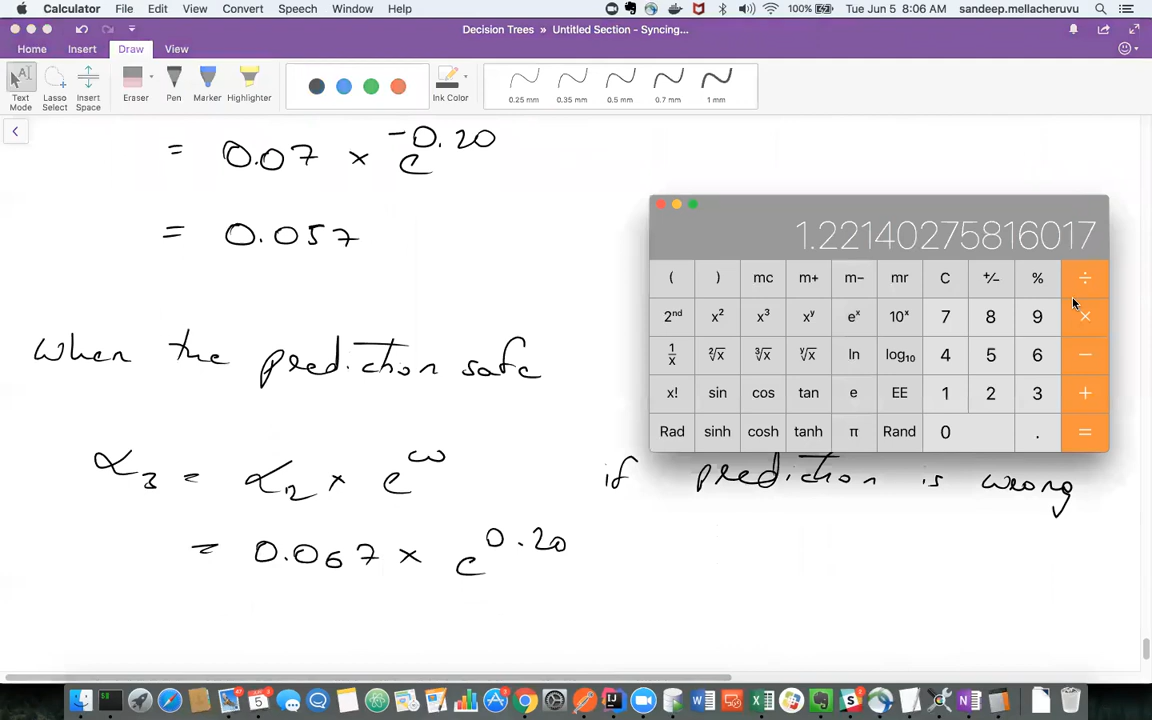 Calculator File Edit View Convert Speech Window Help 100% Tue Jun 5 8:06 AM sandeep.mellacheruvu
Decision Trees » Untitled Section - Syncing...
Home Insert Draw View
Text Mode Lasso Select Insert Space Eraser Pen Marker Highlighter Ink Color 0.25 mm 0.35 mm 0.5 mm 0.7 mm 1 mm
= 0.07 × e^-0.20
= 0.057
1.22140275816017
( ) mc m+ m− mr C +/− % ÷
2nd x² x³ xʸ eˣ 10ˣ 7 8 9 ×
1/x ²√x ³√x ʸ√x ln log₁₀ 4 5 6 −
x! sin cos tan e EE 1 2 3 +
Rad sinh cosh tanh π Rand 0 . =
When the prediction safe
α₃ = α₂ × e^ω if prediction is wrong
= 0.067 × e^0.20